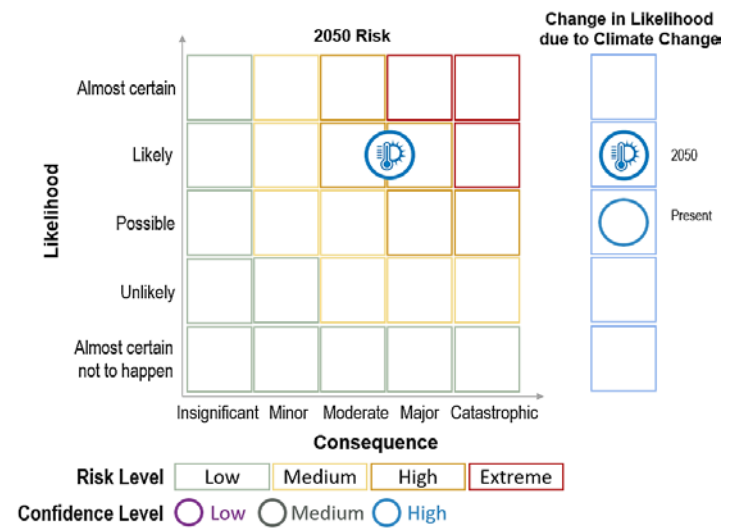 Change in Likelihood
due to Climate Change
2050 Risk
Almost certain
Likely
Possible
Unlikely
Almost certain
not to happen
Likelihood
2050
Present
Insignificant Minor Moderate Major Catastrophic
Consequence
Risk Level Low Medium High Extreme
Confidence Level Low Medium High